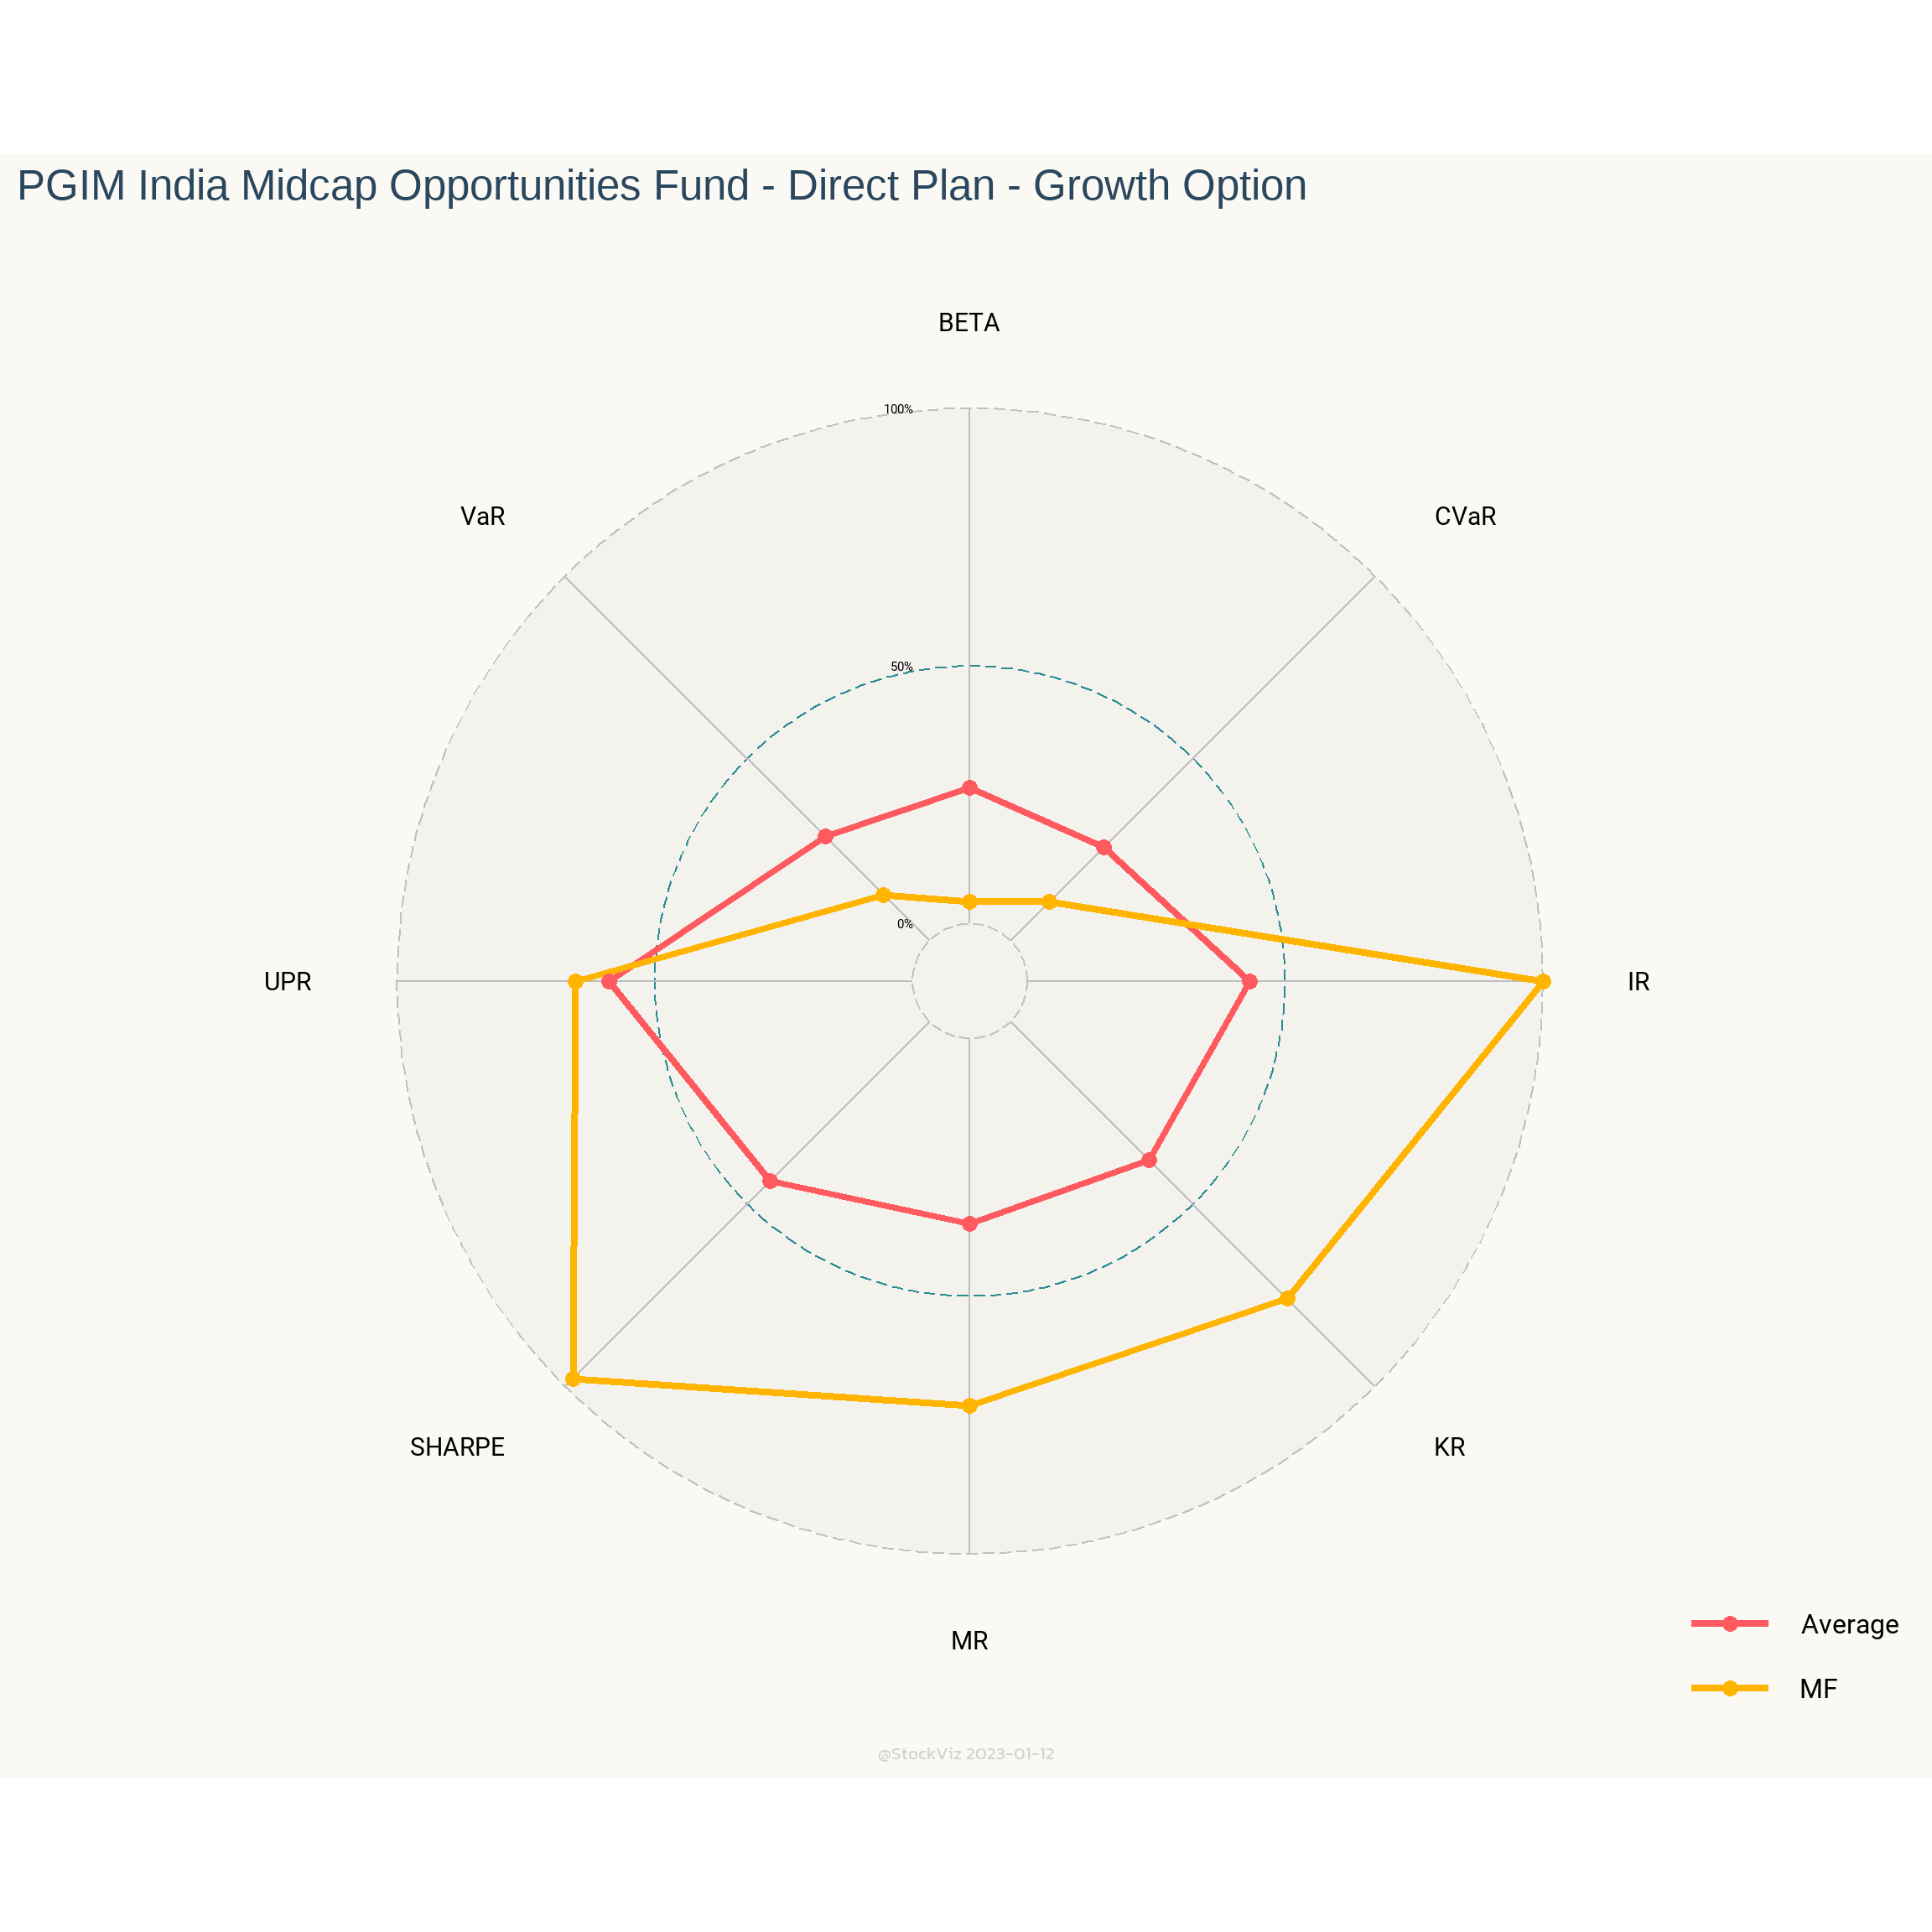 PGIM India Midcap Opportunities Fund - Direct Plan - Growth Option
BETA
100%
VaR
CVaR
50%
0%
UPR
IR
SHARPE
KR
MR
Average
MF
@StockViz 2023-01-12